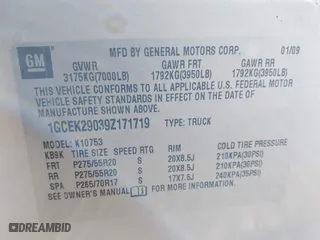 GM
MFD BY GENERAL MOTORS CORP. 01/09
GVWR GAWR FRT GAWR RR
3175KG(7000LB) 1792KG(3950LB) 1792KG(3950LB)
THIS VEHICLE CONFORMS TO ALL APPLICABLE U.S. FEDERAL MOTOR
VEHICLE SAFETY STANDARDS IN EFFECT ON THE DATE OF
MANUFACTURE SHOWN ABOVE.
1GCEK29039Z171719 TYPE: TRUCK
MODEL: K10753
KB9K TIRE SIZE SPEED RTG RIM COLD TIRE PRESSURE
FRT P275/55R20 S 20X8.5J 210KPA(30PSI)
RR P275/55R20 S 20X8.5J 210KPA(30PSI)
SPA P265/70R17 S 17X7.5J 240KPA(35PSI)
SEE OWNER'S MANUAL FOR MORE INFORMATION.